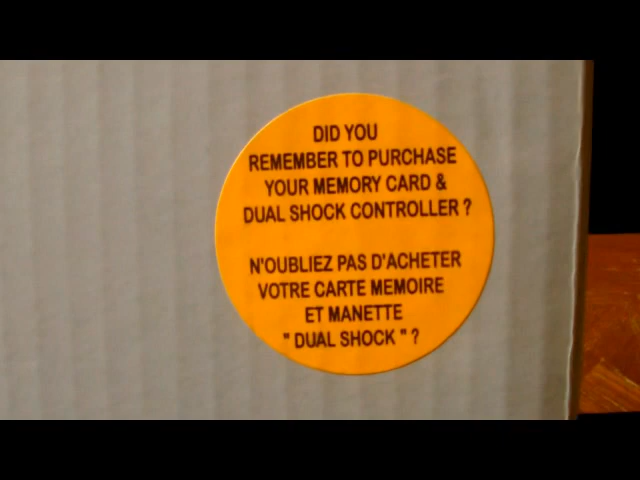 DID YOU
REMEMBER TO PURCHASE
YOUR MEMORY CARD &
DUAL SHOCK CONTROLLER ?
N'OUBLIEZ PAS D'ACHETER
VOTRE CARTE MEMOIRE
ET MANETTE
" DUAL SHOCK " ?